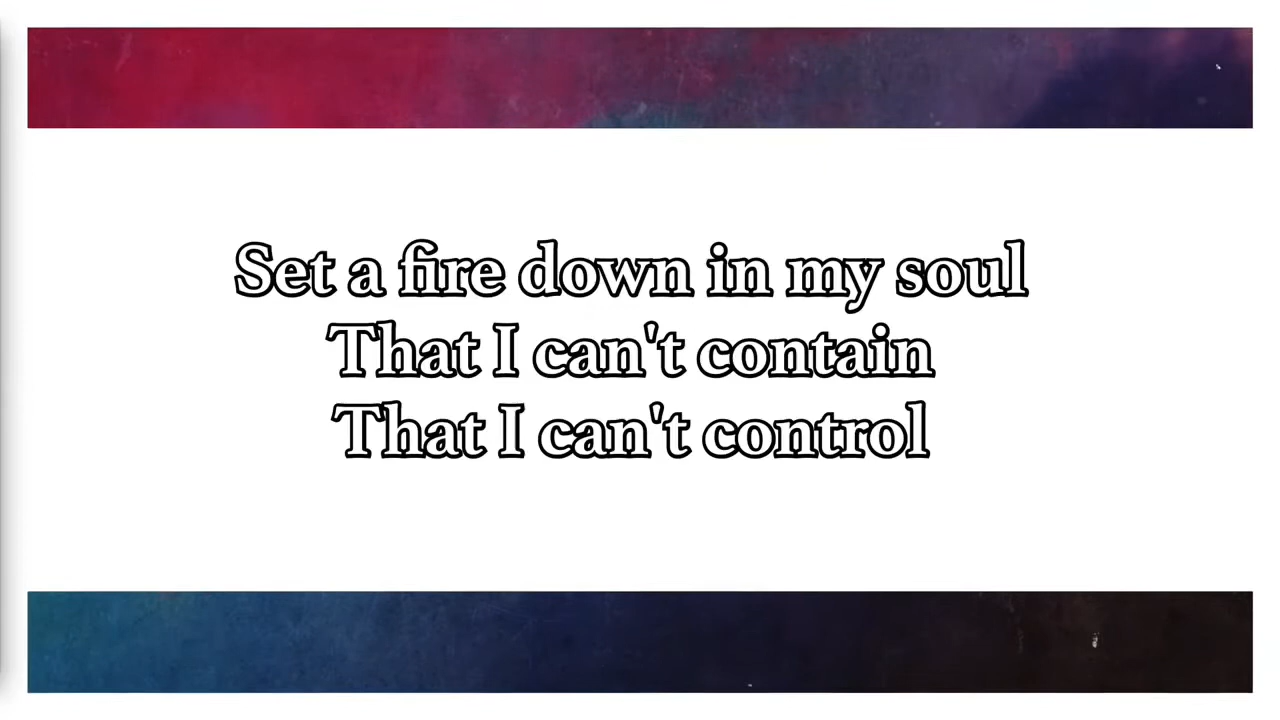 Set a fire down in my soul
That I can't contain
That I can't control